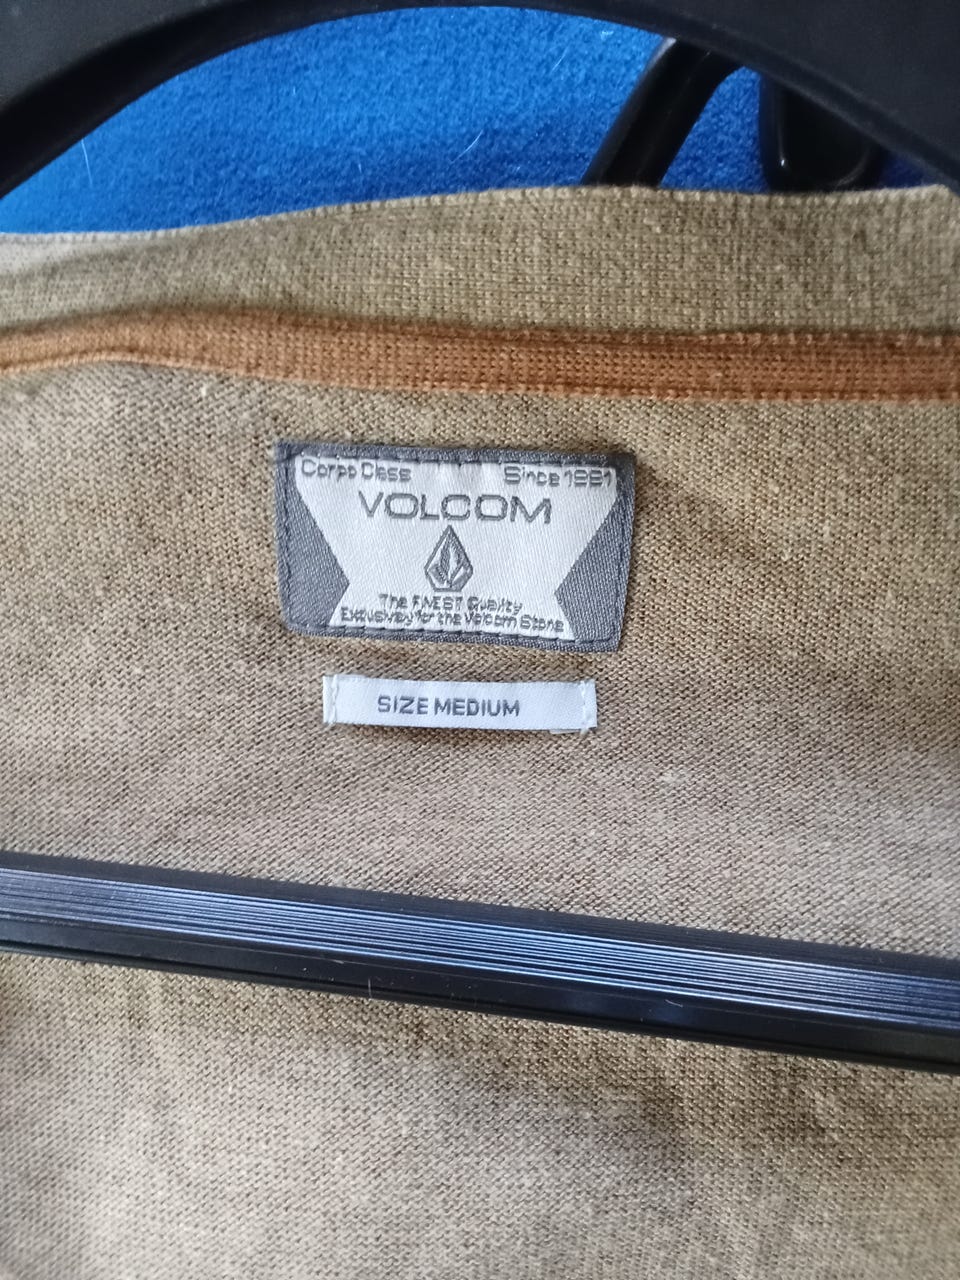 Corpo Class Since 1991
VOLCOM
The FINEST Quality
Exclusively for the Volcom Stone
SIZE MEDIUM